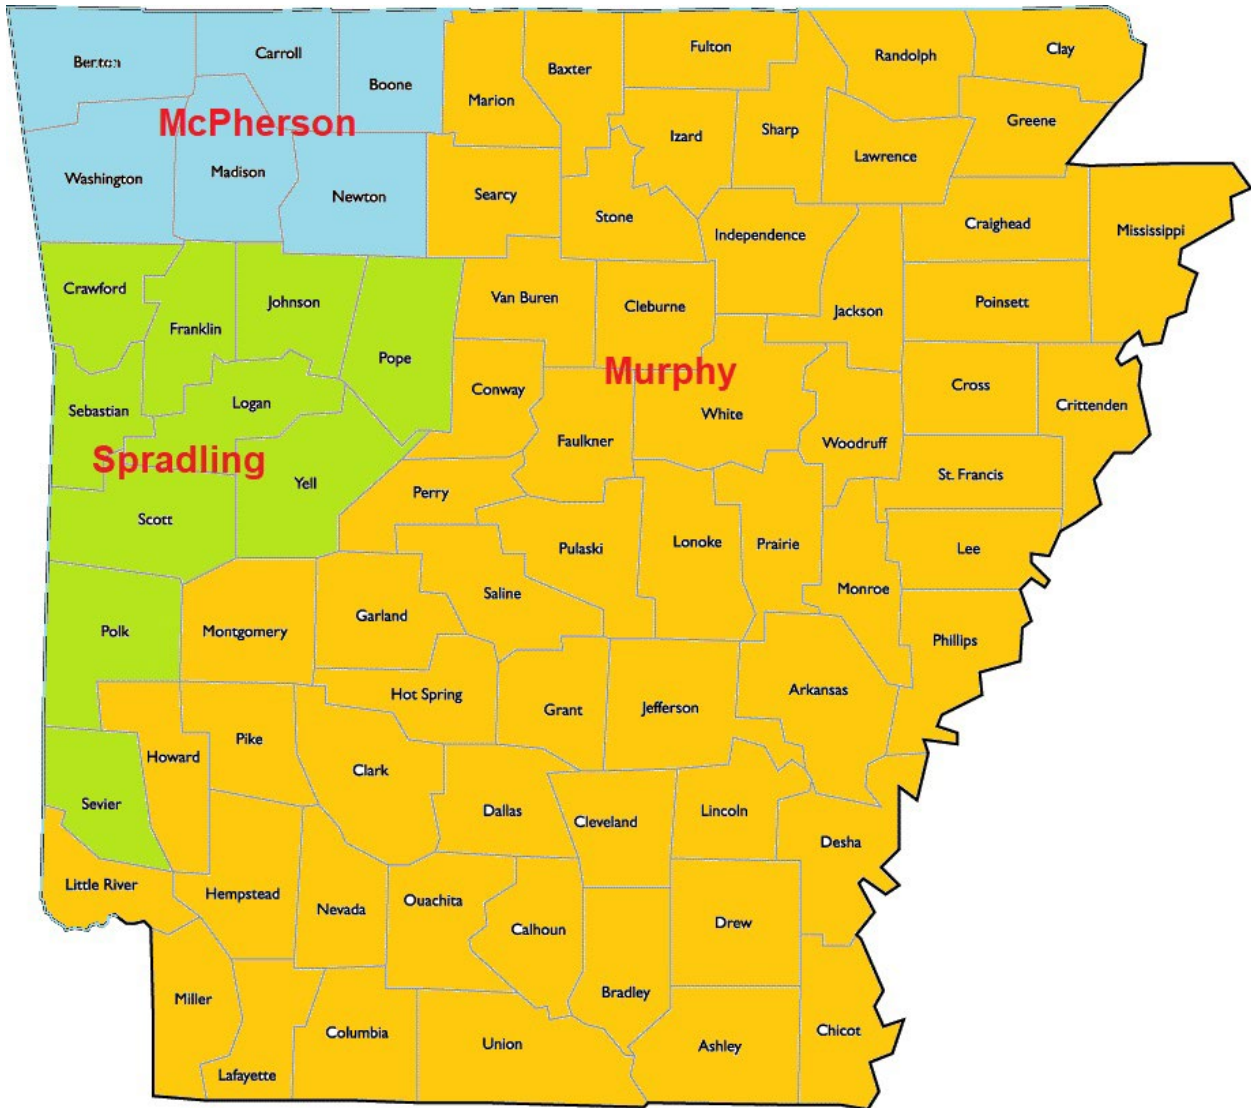 Benton
Carroll
Boone
Marion
Baxter
Fulton
Randolph
Clay
McPherson
Izard
Sharp
Greene
Lawrence
Washington
Madison
Newton
Searcy
Stone
Independence
Craighead
Mississippi
Crawford
Johnson
Franklin
Pope
Van Buren
Cleburne
Jackson
Poinsett
Murphy
Conway
White
Cross
Crittenden
Sebastian
Logan
Faulkner
Woodruff
Spradling
Yell
Perry
St. Francis
Scott
Pulaski
Lonoke
Prairie
Lee
Saline
Monroe
Polk
Montgomery
Garland
Phillips
Hot Spring
Grant
Jefferson
Arkansas
Howard
Pike
Clark
Sevier
Dallas
Cleveland
Lincoln
Desha
Little River
Hempstead
Nevada
Ouachita
Calhoun
Drew
Miller
Bradley
Columbia
Union
Ashley
Chicot
Lafayette